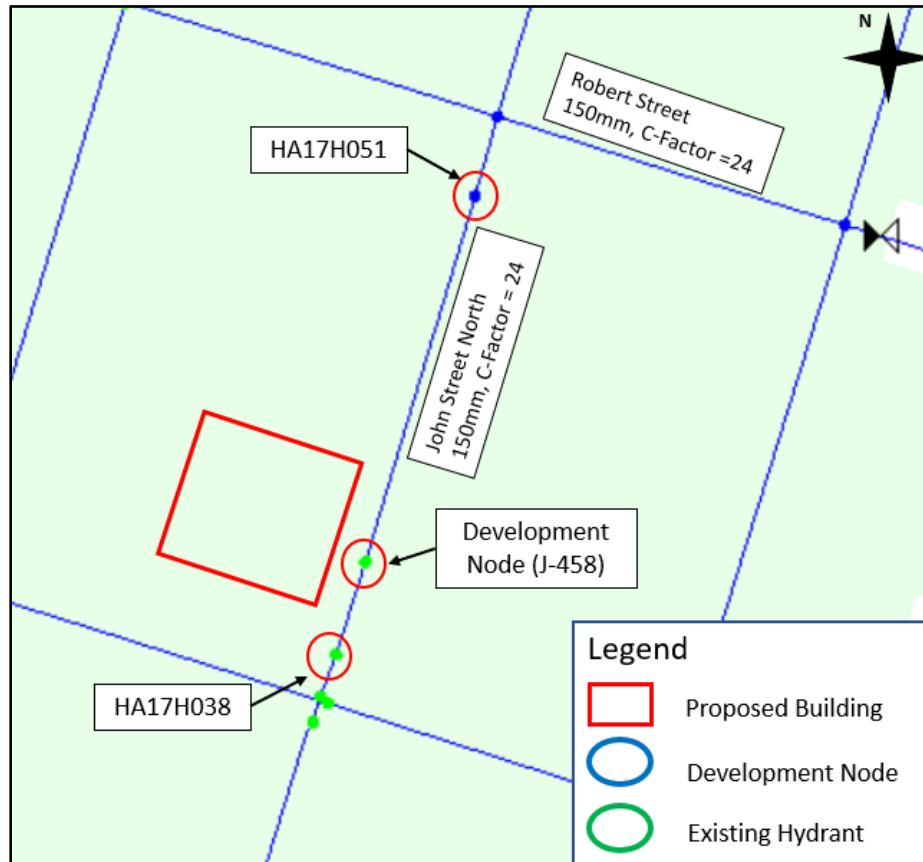 N
Robert Street
150mm, C-Factor =24
HA17H051
John Street North
150mm, C-Factor = 24
Development
Node (J-458)
HA17H038
Legend
Proposed Building
Development Node
Existing Hydrant